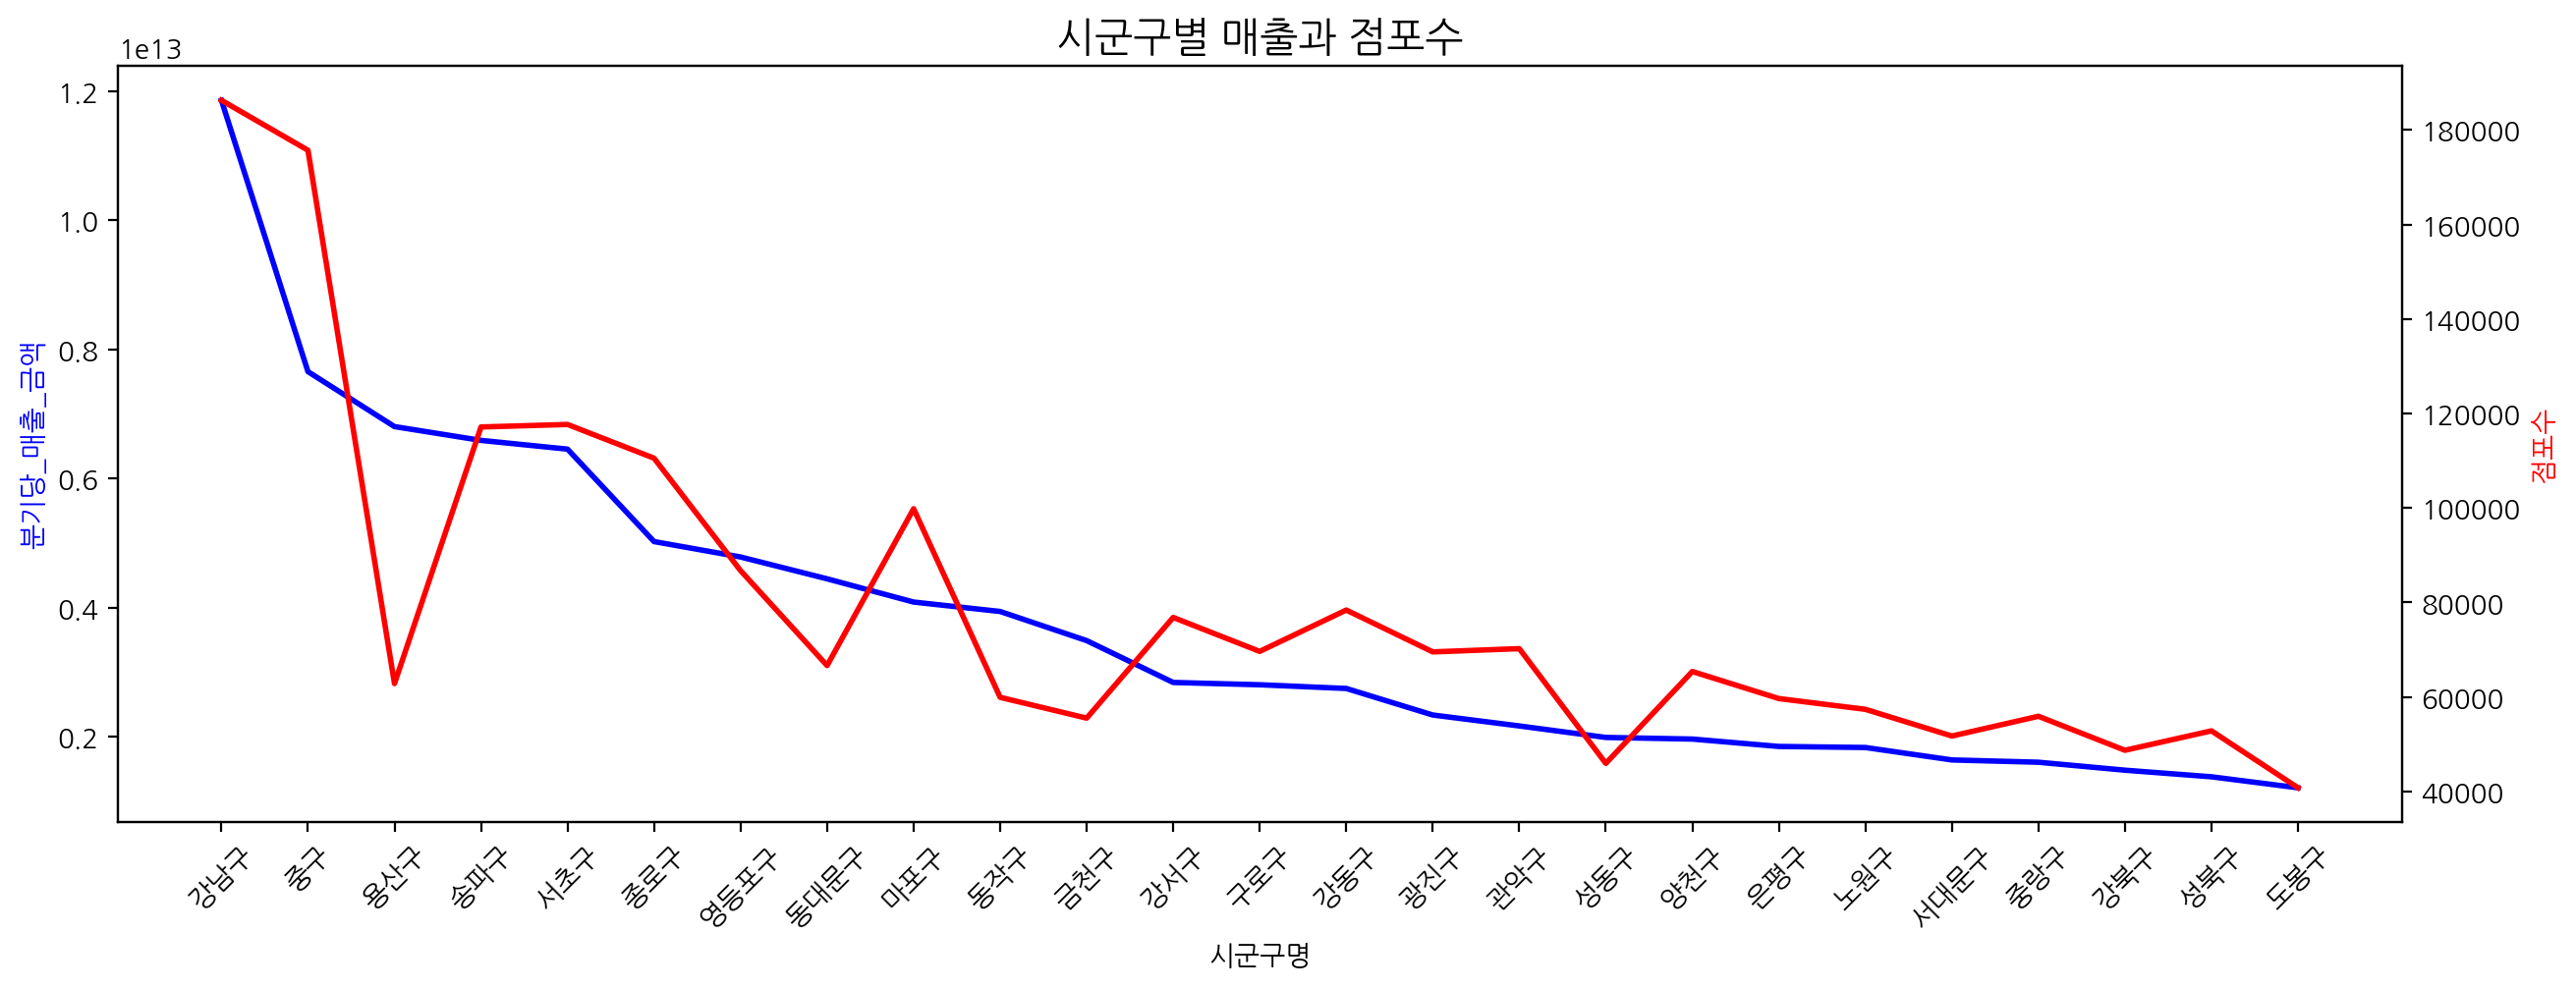 시군구별 매출과 점포수
1e13
1.2
1.0
0.8
0.6
0.4
0.2
분기당_매출_금액
180000
160000
140000
120000
100000
80000
60000
40000
점포수
강남구
중구
용산구
송파구
서초구
종로구
영등포구
동대문구
마포구
동작구
금천구
강서구
구로구
강동구
광진구
관악구
성동구
양천구
은평구
노원구
서대문구
중랑구
강북구
성북구
도봉구
시군구명